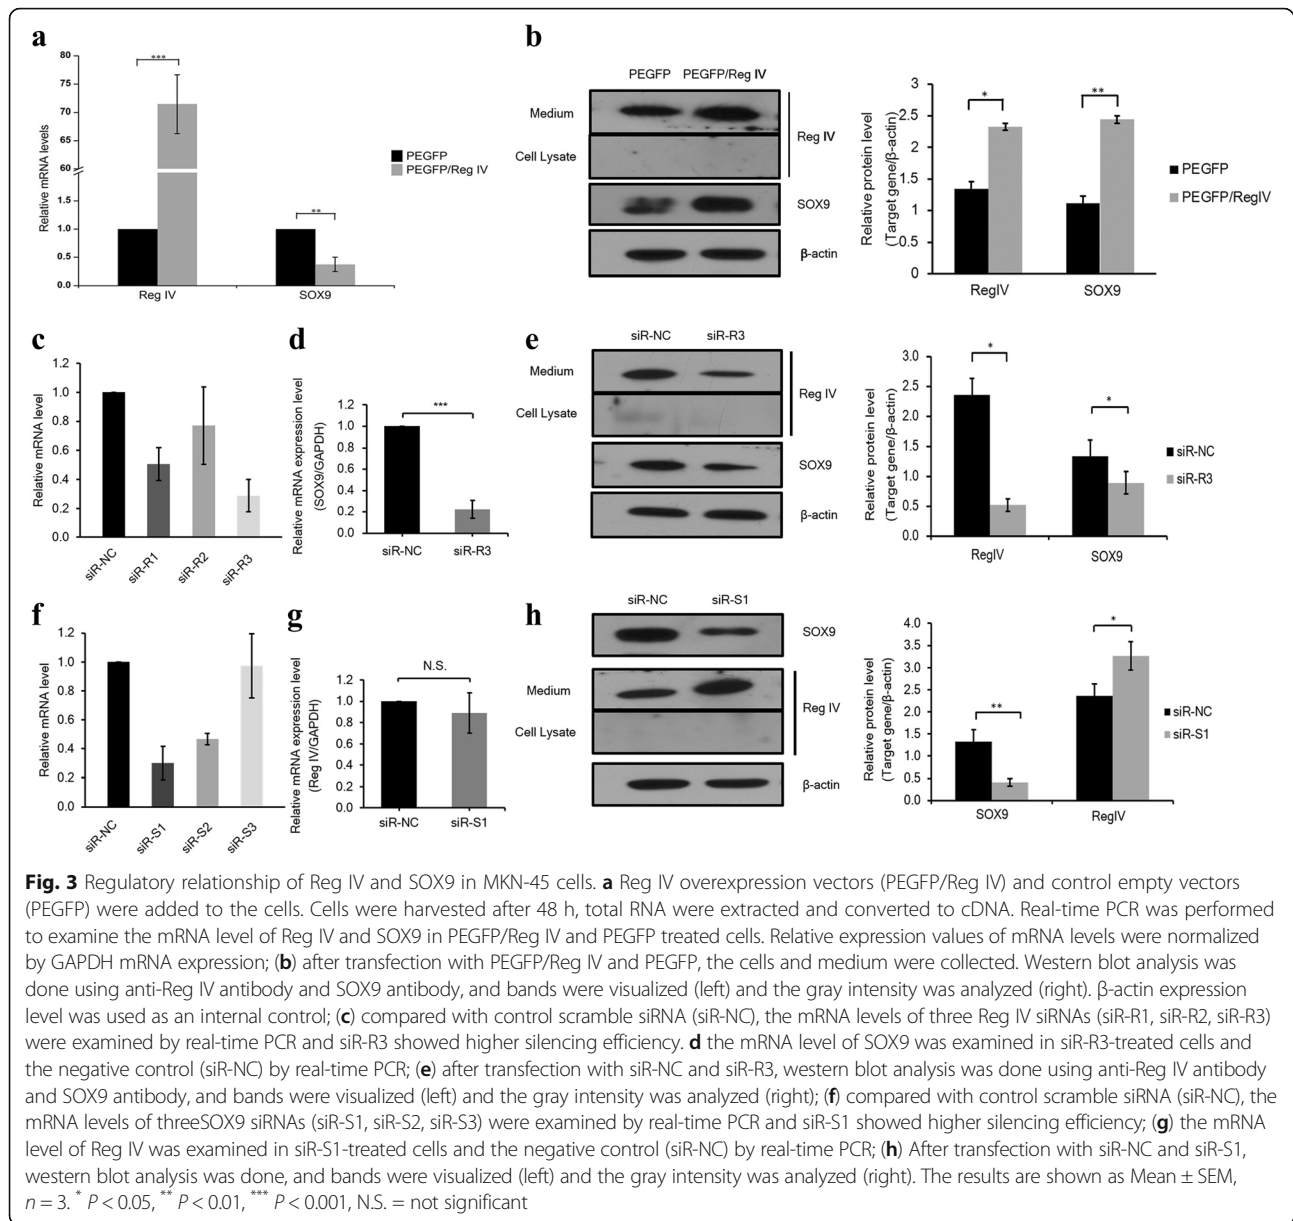 a
80
75
70
65
60
1.5
1.0
0.5
0.0
Relative mRNA levels
***
**
Reg IV
SOX9
PEGFP
PEGFP/Reg IV
b
PEGFP PEGFP/Reg IV
Medium
Cell Lysate
Reg IV
SOX9
β-actin
Relative protein level
(Target gene/β-actin)
3
2.5
2
1.5
1
0.5
0
*
**
RegIV
SOX9
PEGFP
PEGFP/RegIV
c
Relative mRNA level
1.2
1.0
0.8
0.6
0.4
0.2
0.0
siR-NC
siR-R1
siR-R2
siR-R3
d
Relative mRNA expression level
(SOX9/GAPDH)
1.2
1.0
0.8
0.6
0.4
0.2
0.0
***
siR-NC
siR-R3
e
siR-NC siR-R3
Medium
Cell Lysate
Reg IV
SOX9
β-actin
Relative protein level
(Target gene/β-actin)
3.0
2.5
2.0
1.5
1.0
0.5
0.0
*
*
RegIV
SOX9
siR-NC
siR-R3
f
Relative mRNA level
1.2
1.0
0.8
0.6
0.4
0.2
0.0
siR-NC
siR-S1
siR-S2
siR-S3
g
Relative mRNA expression level
(Reg IV/GAPDH)
1.2
1.0
0.8
0.6
0.4
0.2
0.0
N.S.
siR-NC
siR-S1
h
siR-NC siR-S1
SOX9
Medium
Cell Lysate
Reg IV
β-actin
Relative protein level
(Target gene/β-actin)
4.0
3.5
3.0
2.5
2.0
1.5
1.0
0.5
0.0
**
*
SOX9
RegIV
siR-NC
siR-S1
Fig. 3 Regulatory relationship of Reg IV and SOX9 in MKN-45 cells. a Reg IV overexpression vectors (PEGFP/Reg IV) and control empty vectors
(PEGFP) were added to the cells. Cells were harvested after 48 h, total RNA were extracted and converted to cDNA. Real-time PCR was performed
to examine the mRNA level of Reg IV and SOX9 in PEGFP/Reg IV and PEGFP treated cells. Relative expression values of mRNA levels were normalized
by GAPDH mRNA expression; (b) after transfection with PEGFP/Reg IV and PEGFP, the cells and medium were collected. Western blot analysis was
done using anti-Reg IV antibody and SOX9 antibody, and bands were visualized (left) and the gray intensity was analyzed (right). β-actin expression
level was used as an internal control; (c) compared with control scramble siRNA (siR-NC), the mRNA levels of three Reg IV siRNAs (siR-R1, siR-R2, siR-R3)
were examined by real-time PCR and siR-R3 showed higher silencing efficiency. d the mRNA level of SOX9 was examined in siR-R3-treated cells and
the negative control (siR-NC) by real-time PCR; (e) after transfection with siR-NC and siR-R3, western blot analysis was done using anti-Reg IV antibody
and SOX9 antibody, and bands were visualized (left) and the gray intensity was analyzed (right); (f) compared with control scramble siRNA (siR-NC), the
mRNA levels of threeSOX9 siRNAs (siR-S1, siR-S2, siR-S3) were examined by real-time PCR and siR-S1 showed higher silencing efficiency; (g) the mRNA
level of Reg IV was examined in siR-S1-treated cells and the negative control (siR-NC) by real-time PCR; (h) After transfection with siR-NC and siR-S1,
western blot analysis was done, and bands were visualized (left) and the gray intensity was analyzed (right). The results are shown as Mean ± SEM,
n = 3. * P < 0.05, ** P < 0.01, *** P < 0.001, N.S. = not significant